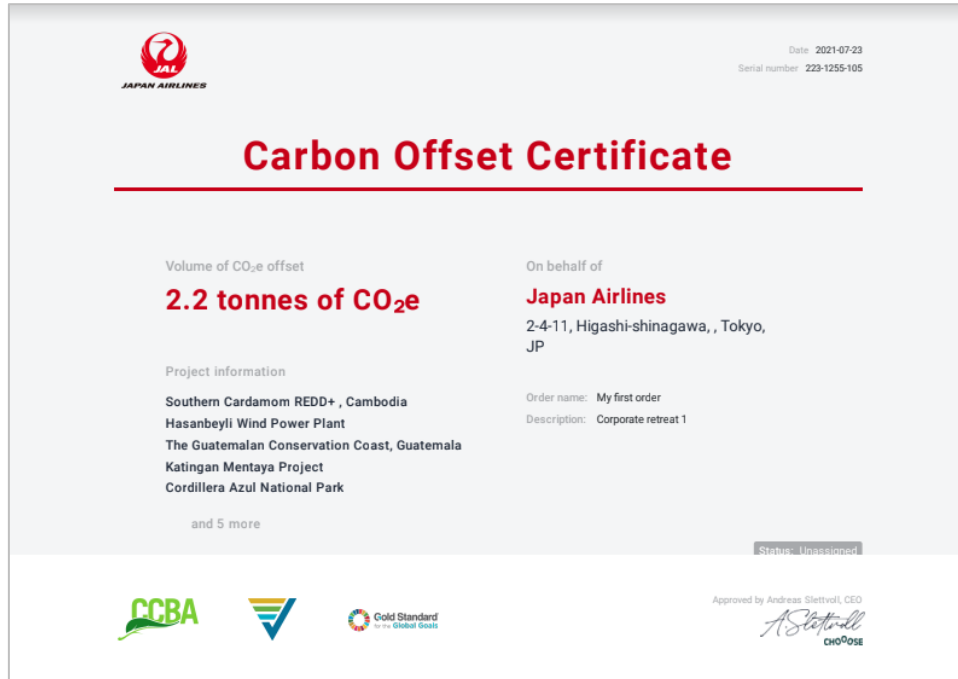 JAL
JAPAN AIRLINES
Date 2021-07-23
Serial number 223-1255-105
Carbon Offset Certificate
Volume of CO₂e offset
2.2 tonnes of CO₂e
Project information
Southern Cardamom REDD+ , Cambodia
Hasanbeyli Wind Power Plant
The Guatemalan Conservation Coast, Guatemala
Katingan Mentaya Project
Cordillera Azul National Park
and 5 more
On behalf of
Japan Airlines
2-4-11, Higashi-shinagawa, , Tokyo,
JP
Order name: My first order
Description: Corporate retreat 1
Status: Unassigned
CCBA
Gold Standard
for the Global Goals
Approved by Andreas Slettvoll, CEO
A.Slettvoll
CHOOOSE